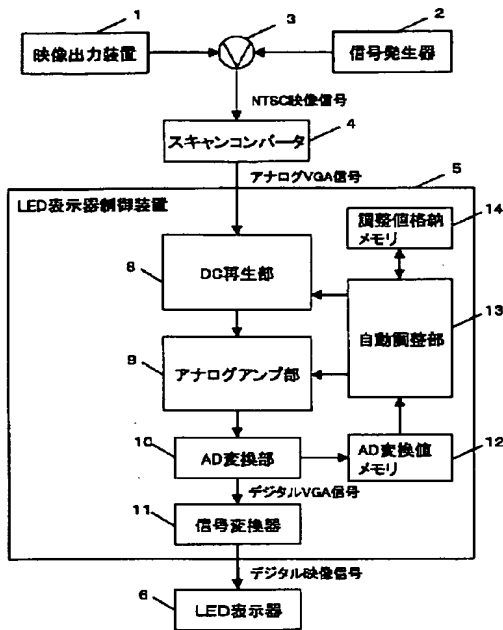 1
3
2
映像出力装置
信号発生器
NTSC映像信号
4
スキャンコンバータ
アナログVGA信号
5
LED表示器制御装置
14
調整値格納
メモリ
8
DC再生部
13
自動調整部
9
アナログアンプ部
10
AD変換部
AD変換値
メモリ
12
デジタルVGA信号
11
信号変換器
デジタル映像信号
6
LED表示器